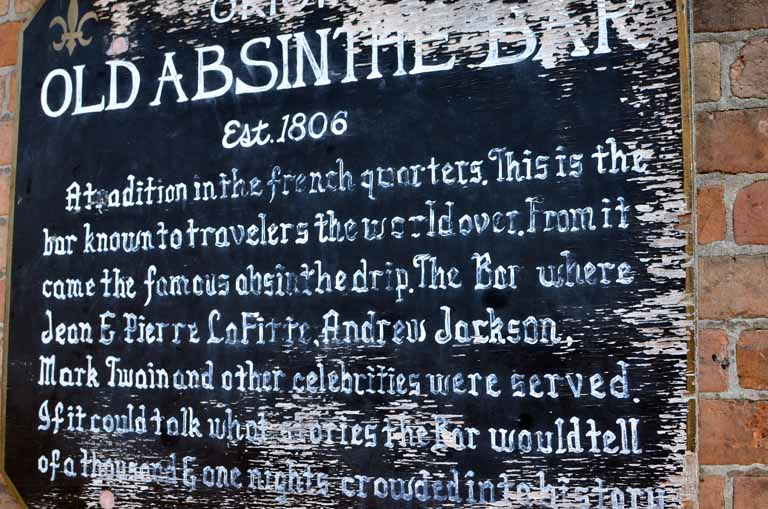 OLD ABSINTHE BAR
Est. 1806
A tradition in the french quarters. This is the
bar known to travelers the world over. From it
came the famous absinthe drip. The Bar where
Jean & Pierre LaFitte, Andrew Jackson,
Mark Twain and other celebrities were served.
If it could talk what stories the Bar would tell
of a thousand & one nights crowded into history